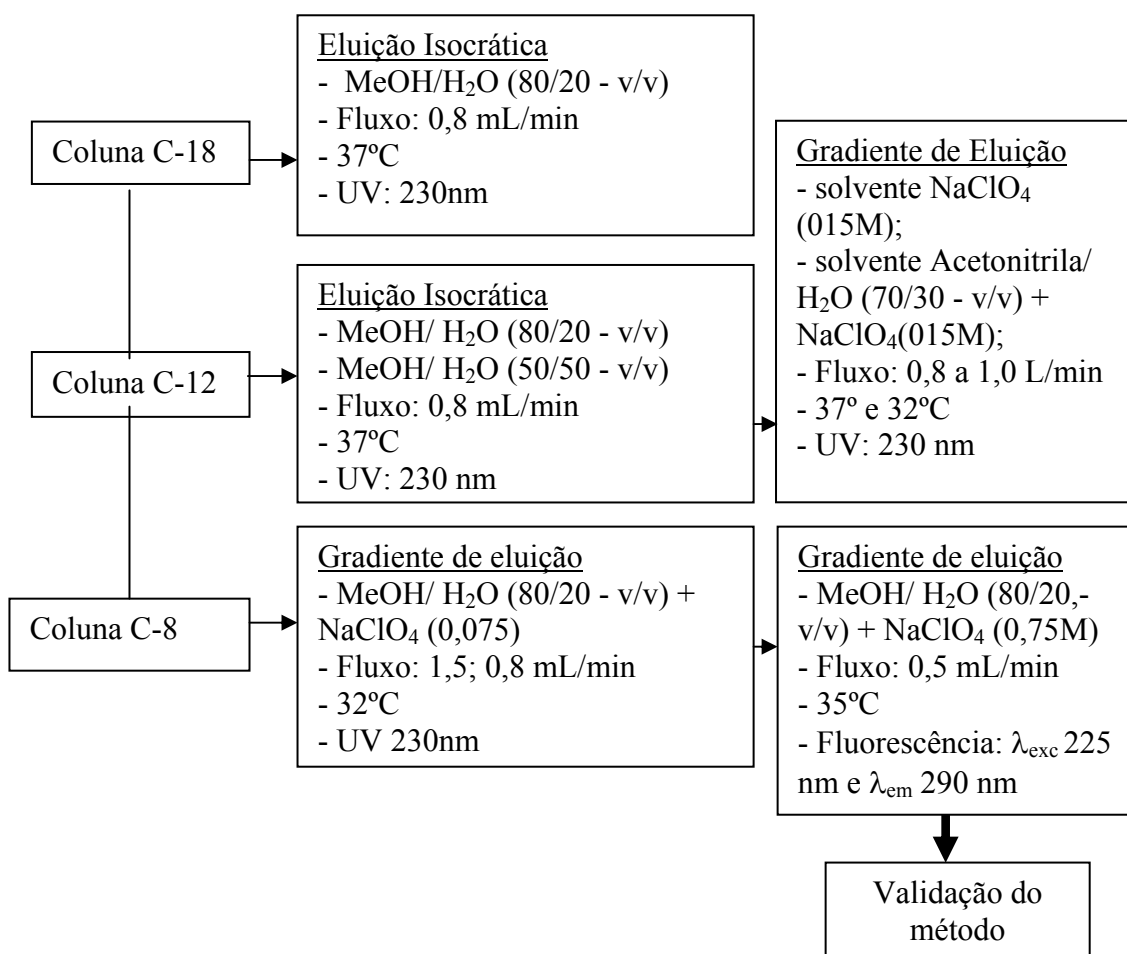 Coluna C-18
Eluição Isocrática
- MeOH/H₂O (80/20 - v/v)
- Fluxo: 0,8 mL/min
- 37ºC
- UV: 230nm
Coluna C-12
Eluição Isocrática
- MeOH/ H₂O (80/20 - v/v)
- MeOH/ H₂O (50/50 - v/v)
- Fluxo: 0,8 mL/min
- 37ºC
- UV: 230 nm
Gradiente de Eluição
- solvente NaClO₄
(015M);
- solvente Acetonitrila/
H₂O (70/30 - v/v) +
NaClO₄(015M);
- Fluxo: 0,8 a 1,0 L/min
- 37º e 32ºC
- UV: 230 nm
Coluna C-8
Gradiente de eluição
- MeOH/ H₂O (80/20 - v/v) +
NaClO₄ (0,075)
- Fluxo: 1,5; 0,8 mL/min
- 32ºC
- UV 230nm
Gradiente de eluição
- MeOH/ H₂O (80/20,-
v/v) + NaClO₄ (0,75M)
- Fluxo: 0,5 mL/min
- 35ºC
- Fluorescência: λexc 225
nm e λem 290 nm
Validação do
método